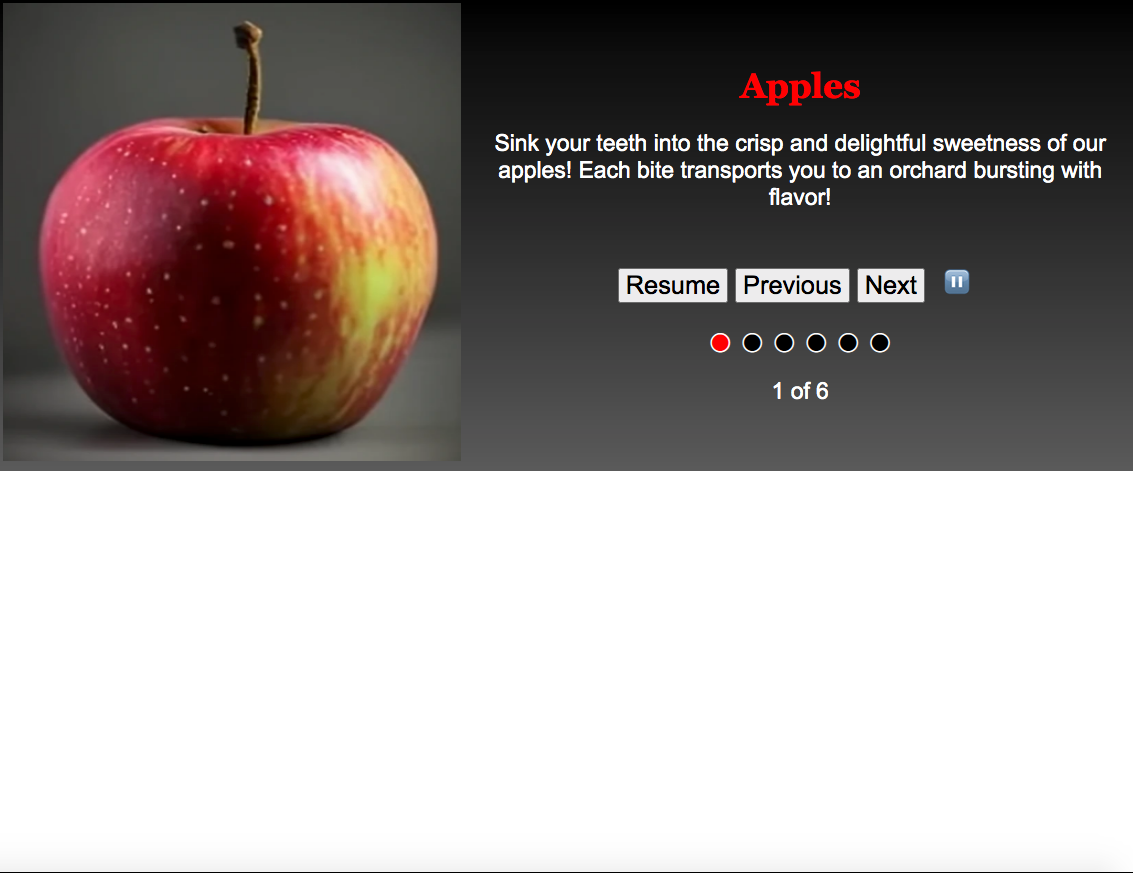 Apples
Sink your teeth into the crisp and delightful sweetness of our
apples! Each bite transports you to an orchard bursting with
flavor!
Resume Previous Next
1 of 6